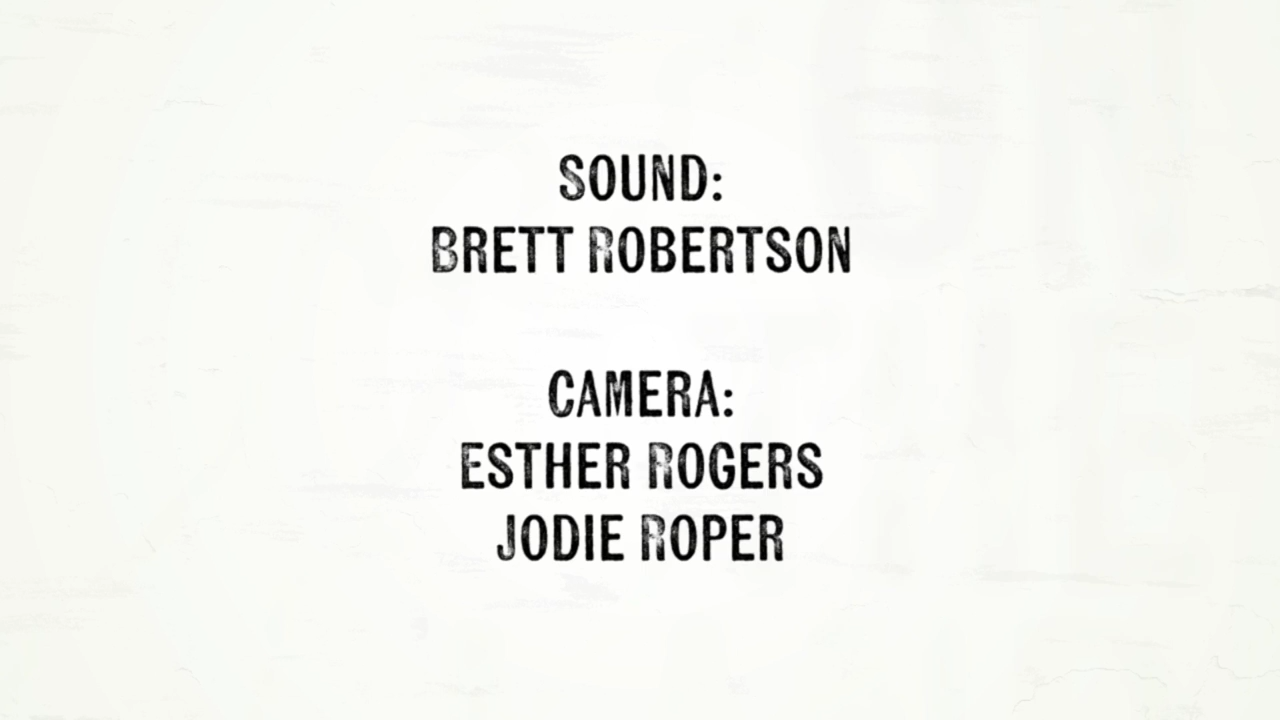 SOUND:
BRETT ROBERTSON
CAMERA:
ESTHER ROGERS
JODIE ROPER